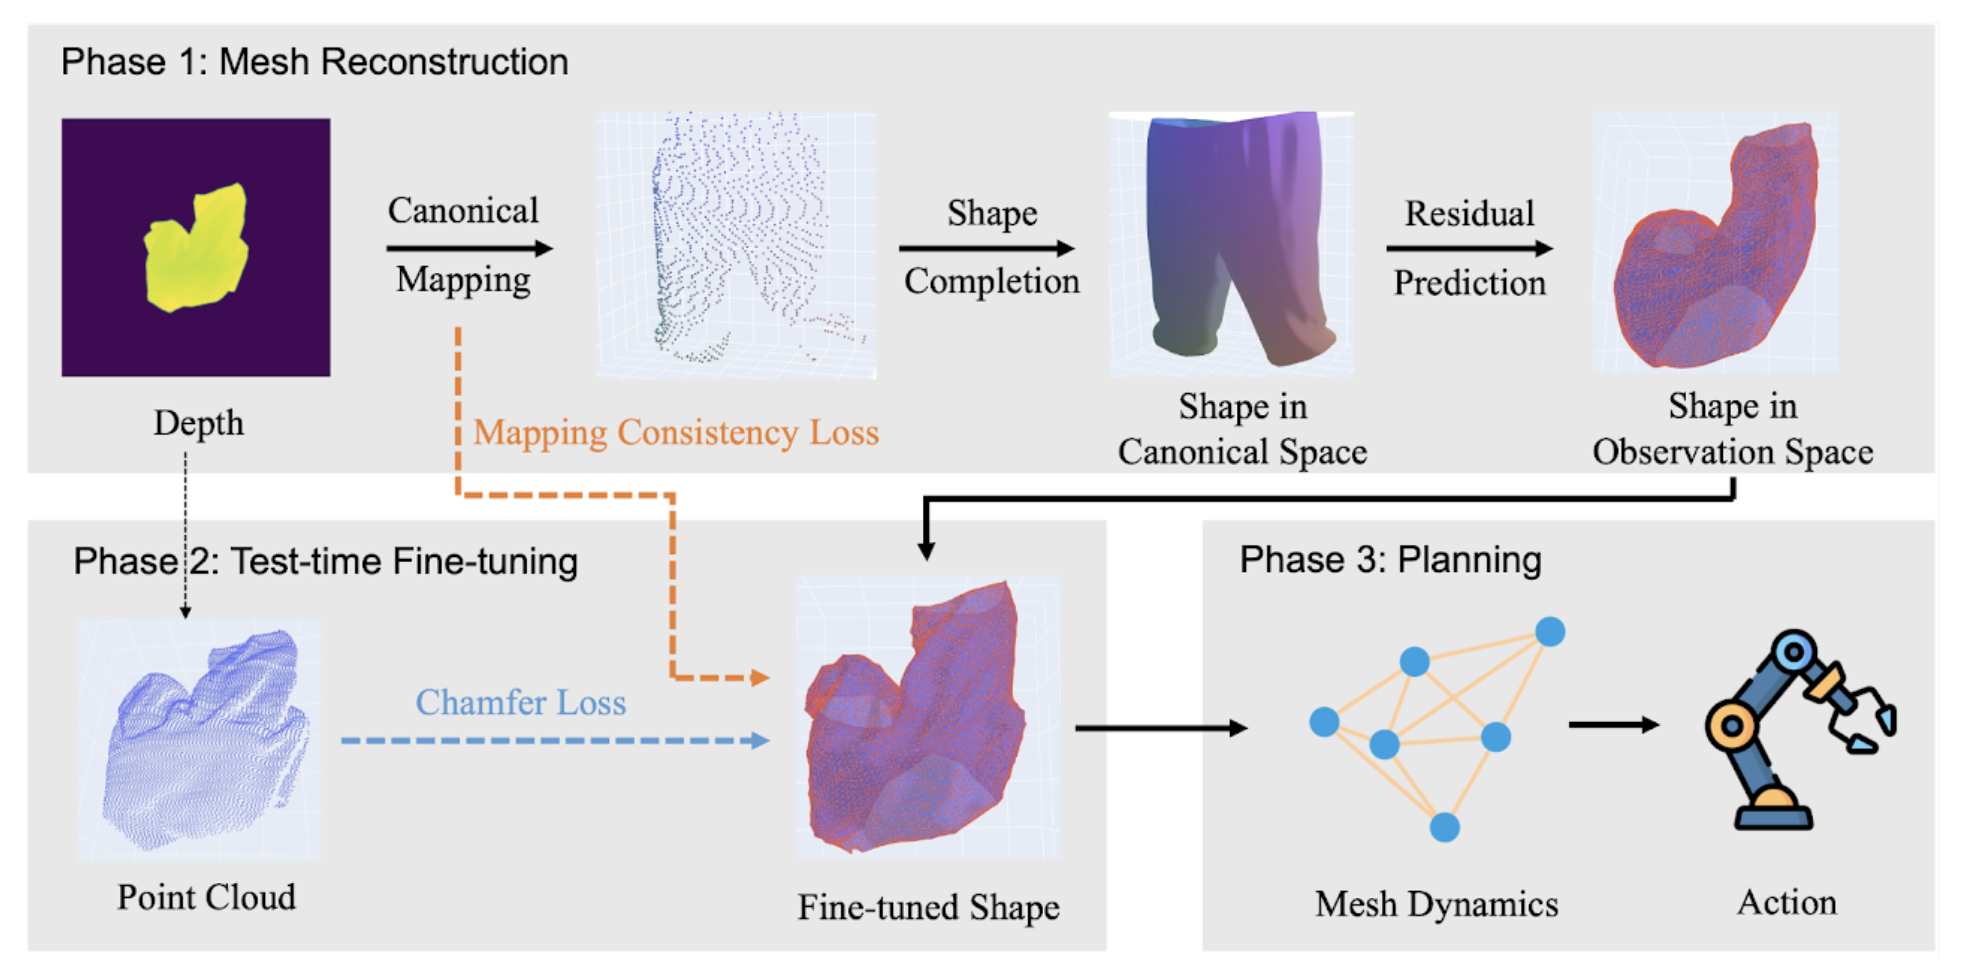 Phase 1: Mesh Reconstruction
Canonical
Mapping
Shape
Completion
Residual
Prediction
Depth
Mapping Consistency Loss
Shape in
Canonical Space
Shape in
Observation Space
Phase 2: Test-time Fine-tuning
Chamfer Loss
Point Cloud
Fine-tuned Shape
Phase 3: Planning
Mesh Dynamics
Action